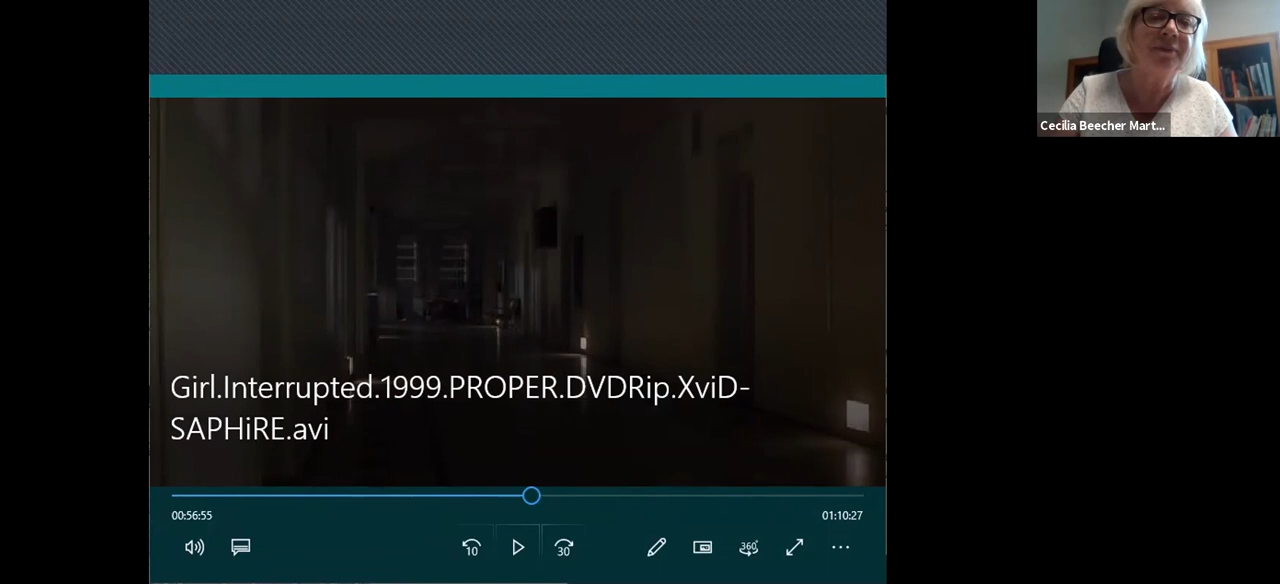 Cecilia Beecher Mart...
Girl.Interrupted.1999.PROPER.DVDRip.XviD-
SAPHiRE.avi
00:56:55
01:10:27
10
30
360